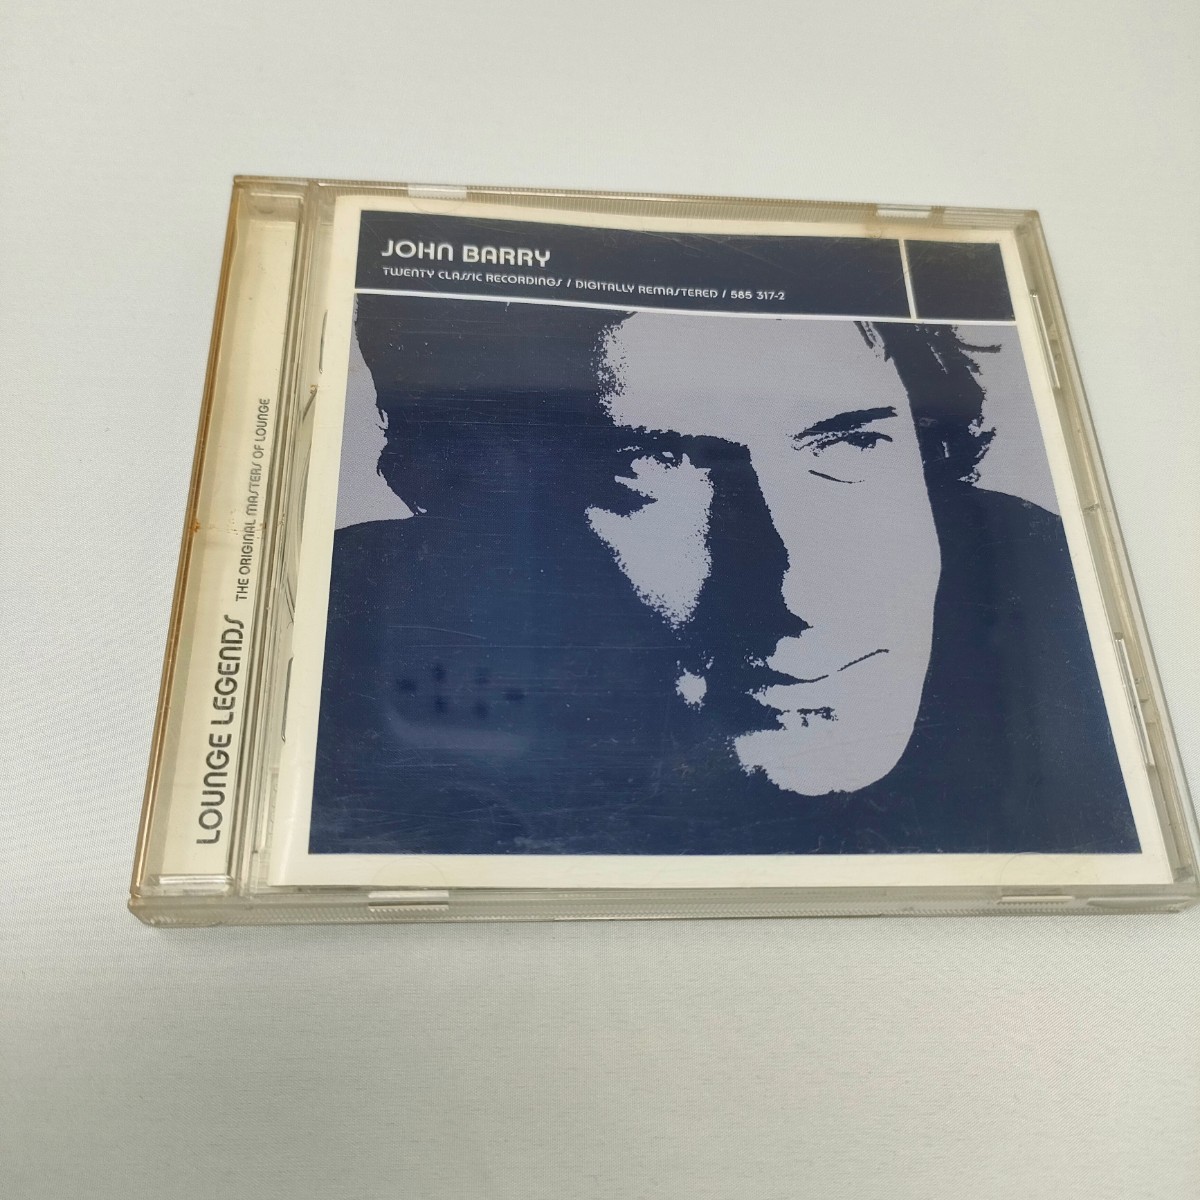 JOHN BARRY
TWENTY CLASSIC RECORDINGS / DIGITALLY REMASTERED / 585 317-2
LOUNGE LEGENDS THE ORIGINAL MASTERS OF LOUNGE